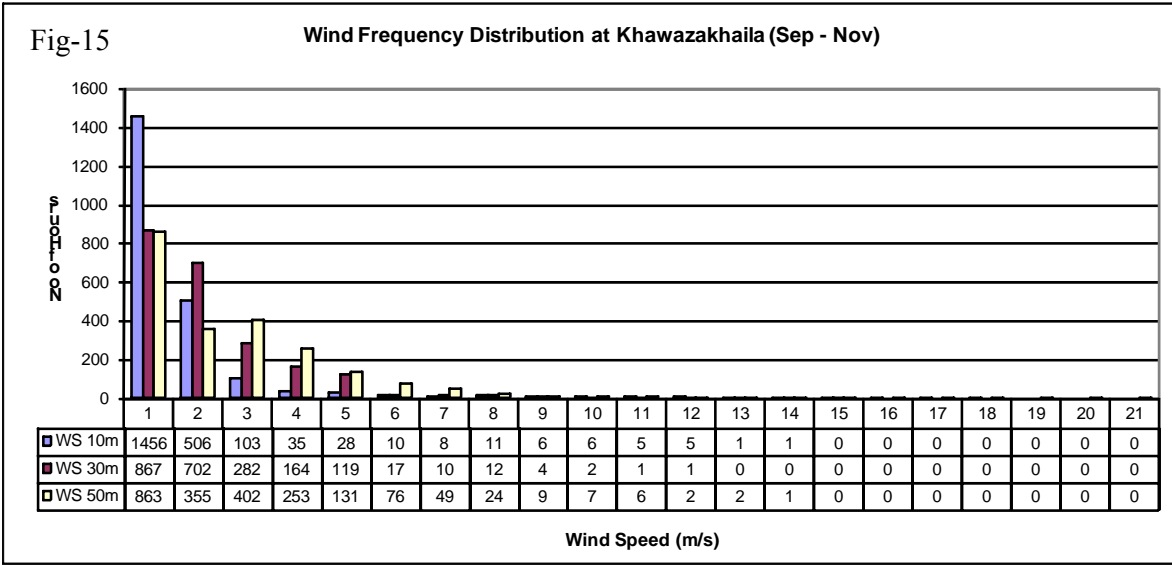 Fig-15
Wind Frequency Distribution at Khawazakhaila (Sep - Nov)
1600
1400
1200
1000
800
600
400
200
0
No of Hours
1 2 3 4 5 6 7 8 9 10 11 12 13 14 15 16 17 18 19 20 21
WS 10m 1456 506 103 35 28 10 8 11 6 6 5 5 1 1 0 0 0 0 0 0 0
WS 30m 867 702 282 164 119 17 10 12 4 2 1 1 0 0 0 0 0 0 0 0 0
WS 50m 863 355 402 253 131 76 49 24 9 7 6 2 2 1 0 0 0 0 0 0 0
Wind Speed (m/s)